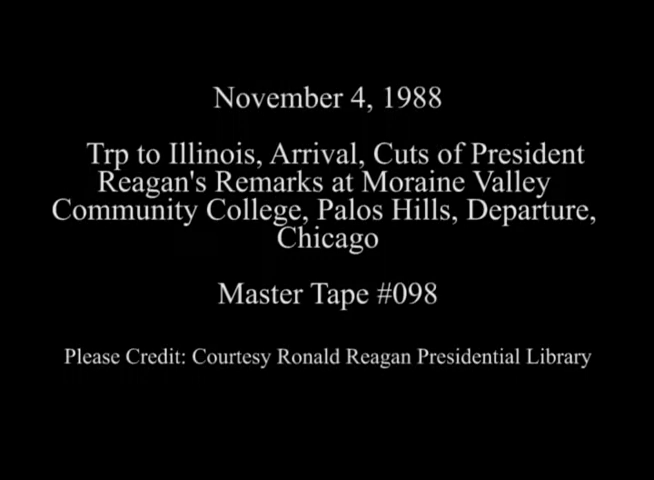 November 4, 1988
Trp to Illinois, Arrival, Cuts of President
Reagan's Remarks at Moraine Valley
Community College, Palos Hills, Departure,
Chicago
Master Tape #098
Please Credit: Courtesy Ronald Reagan Presidential Library